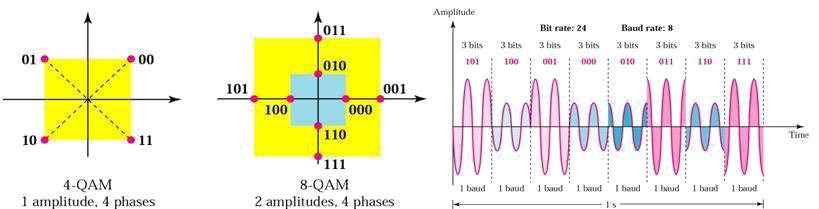 01
00
10
11
4-QAM
1 amplitude, 4 phases
011
010
101
001
100
000
110
111
8-QAM
2 amplitudes, 4 phases
Amplitude
Bit rate: 24 Baud rate: 8
3 bits 3 bits 3 bits 3 bits 3 bits 3 bits 3 bits 3 bits
101 100 001 000 010 011 110 111
Time
1 baud 1 baud 1 baud 1 baud 1 baud 1 baud 1 baud 1 baud
1 s